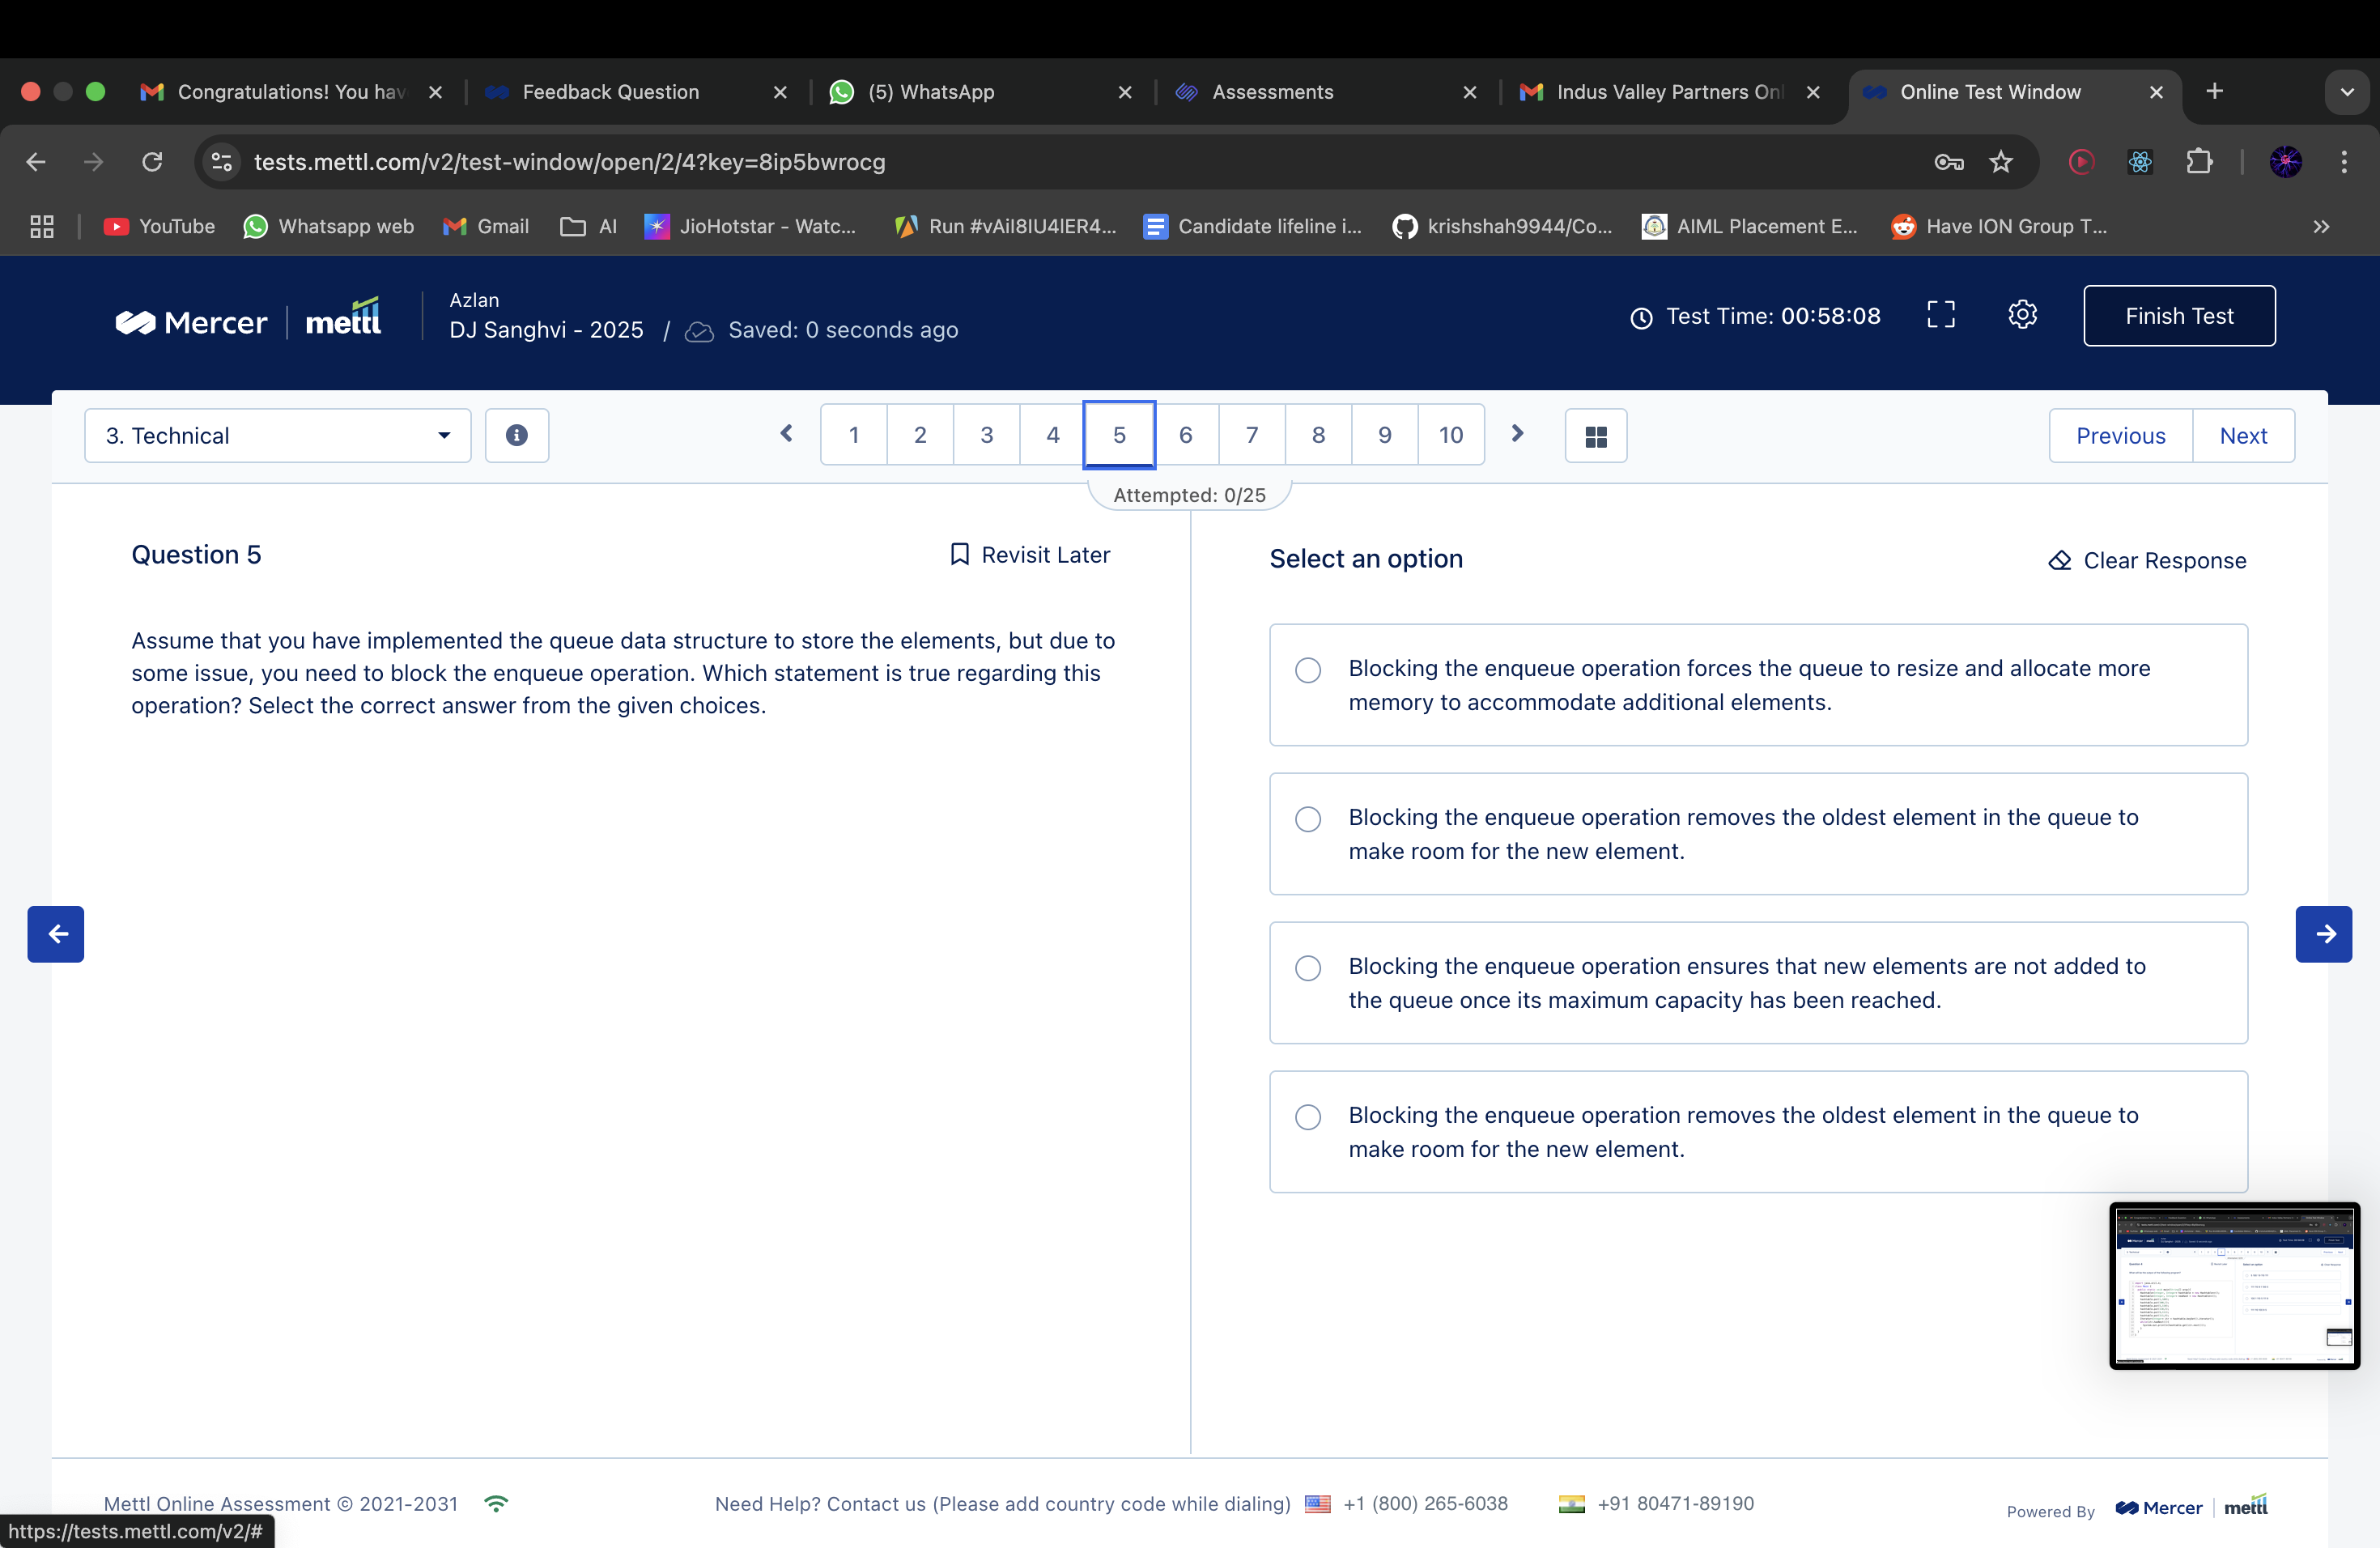 Congratulations! You hav
Feedback Question
(5) WhatsApp
Assessments
Indus Valley Partners Onl
Online Test Window
tests.mettl.com/v2/test-window/open/2/4?key=8ip5bwrocg
YouTube
Whatsapp web
Gmail
AI
JioHotstar - Watc...
Run #vAiI8IU4lER4...
Candidate lifeline i...
krishshah9944/Co...
AIML Placement E...
Have ION Group T...
Mercer | mettl
Azlan
DJ Sanghvi - 2025 / Saved: 0 seconds ago
Test Time: 00:58:08
Finish Test
3. Technical
1 2 3 4 5 6 7 8 9 10
Previous
Next
Attempted: 0/25
Question 5
Revisit Later
Assume that you have implemented the queue data structure to store the elements, but due to
some issue, you need to block the enqueue operation. Which statement is true regarding this
operation? Select the correct answer from the given choices.
Select an option
Clear Response
Blocking the enqueue operation forces the queue to resize and allocate more
memory to accommodate additional elements.
Blocking the enqueue operation removes the oldest element in the queue to
make room for the new element.
Blocking the enqueue operation ensures that new elements are not added to
the queue once its maximum capacity has been reached.
Blocking the enqueue operation removes the oldest element in the queue to
make room for the new element.
Mettl Online Assessment © 2021-2031
Need Help? Contact us (Please add country code while dialing)
+1 (800) 265-6038
+91 80471-89190
Powered By
Mercer | mettl
https://tests.mettl.com/v2/#